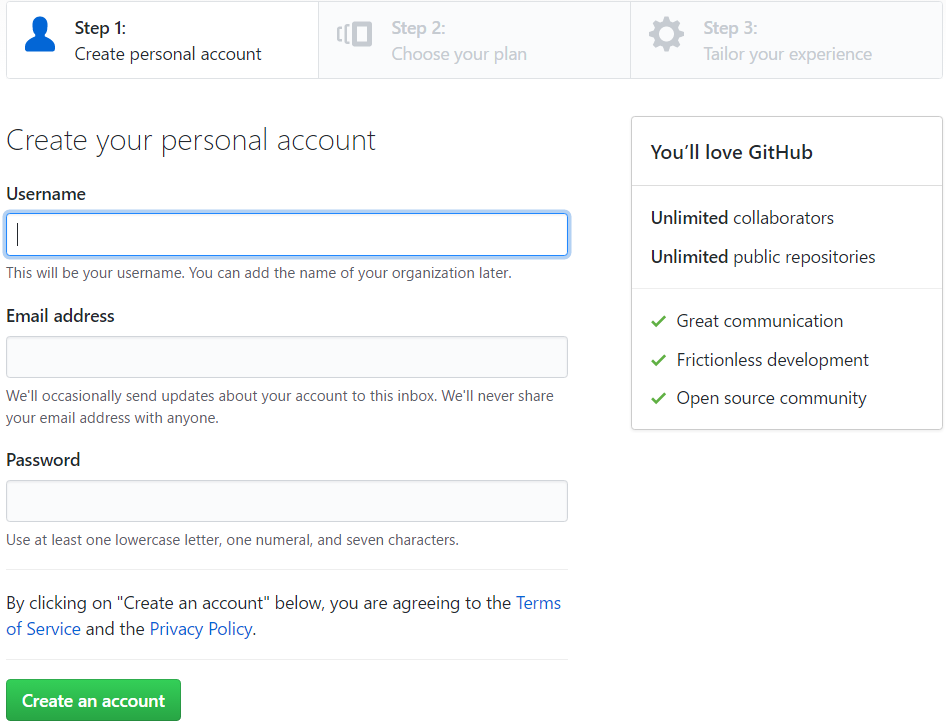 Step 1:
Create personal account
Step 2:
Choose your plan
Step 3:
Tailor your experience
Create your personal account
Username
This will be your username. You can add the name of your organization later.
Email address
We'll occasionally send updates about your account to this inbox. We'll never share
your email address with anyone.
Password
Use at least one lowercase letter, one numeral, and seven characters.
By clicking on "Create an account" below, you are agreeing to the Terms
of Service and the Privacy Policy.
Create an account
You’ll love GitHub
Unlimited collaborators
Unlimited public repositories
Great communication
Frictionless development
Open source community